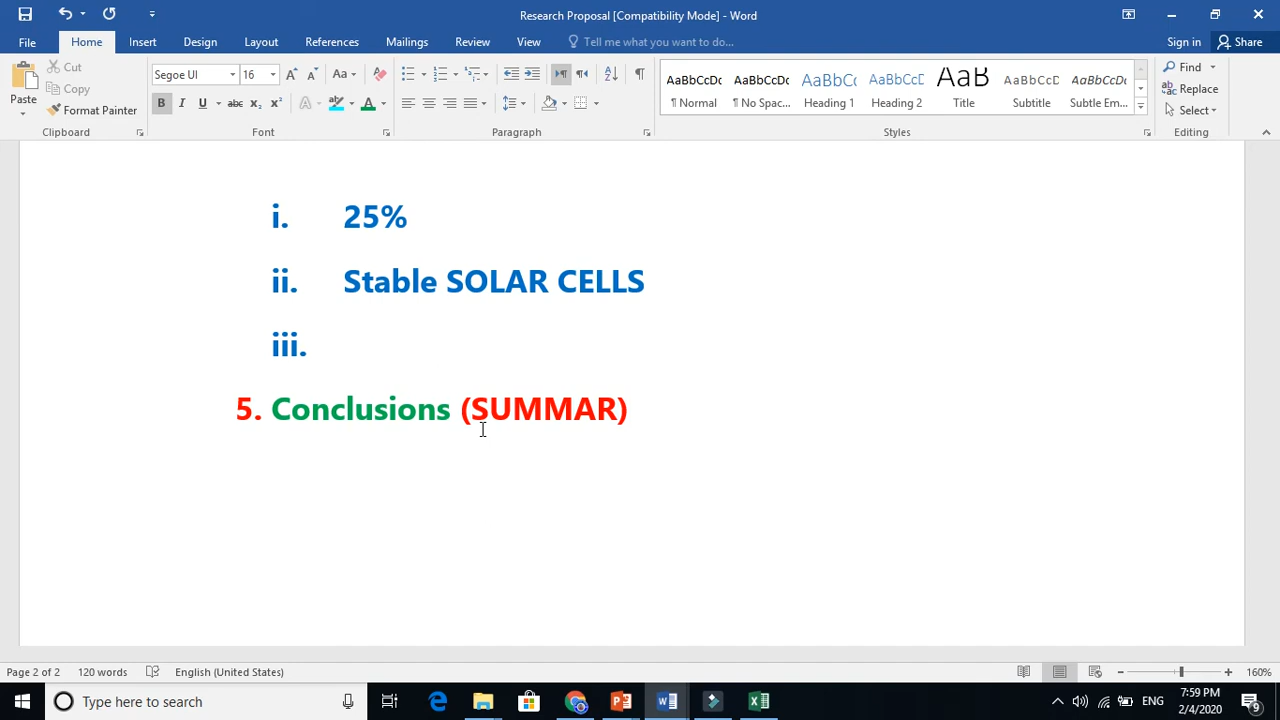 Research Proposal [Compatibility Mode] - Word
File Home Insert Design Layout References Mailings Review View Tell me what you want to do... Sign in Share
Paste
Cut
Copy
Format Painter
Clipboard
Segoe UI 16
Font
Paragraph
AaBbCcDc AaBbCcDc AaBbCc AaBbCcD AaB AaBbCcD AaBbCcDc
¶ Normal ¶ No Spac... Heading 1 Heading 2 Title Subtitle Subtle Em...
Styles
Find
Replace
Select
Editing
i. 25%
ii. Stable SOLAR CELLS
iii.
5. Conclusions (SUMMAR)
Page 2 of 2 120 words English (United States) 160%
Type here to search
ENG
7:59 PM
2/4/2020
9